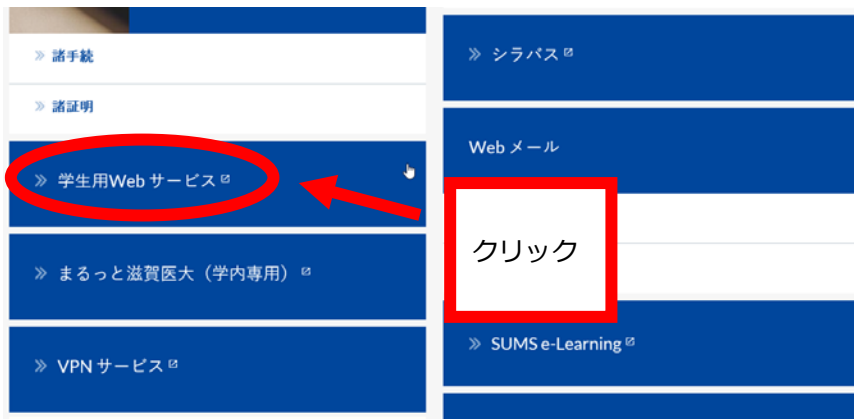 諸手続
諸証明
学生用Web サービス
まるっと滋賀医大（学内専用）
VPN サービス
シラバス
Web メール
クリック
SUMS e-Learning